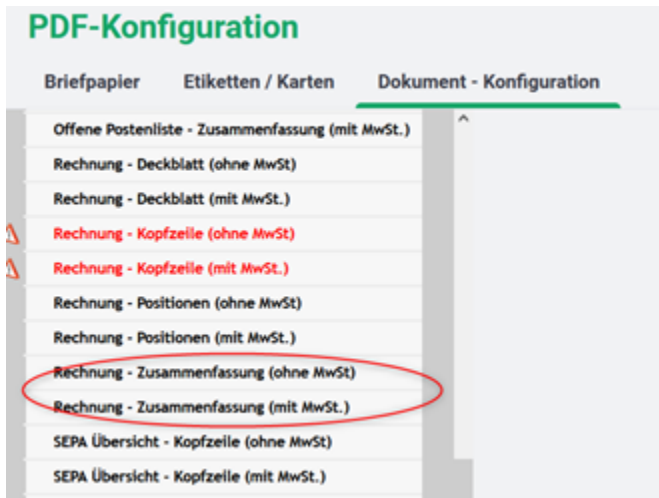 PDF-Konfiguration
Briefpapier Etiketten / Karten Dokument - Konfiguration
Offene Postenliste - Zusammenfassung (mit MwSt.)
Rechnung - Deckblatt (ohne MwSt)
Rechnung - Deckblatt (mit MwSt.)
Rechnung - Kopfzeile (ohne MwSt)
Rechnung - Kopfzeile (mit MwSt.)
Rechnung - Positionen (ohne MwSt)
Rechnung - Positionen (mit MwSt.)
Rechnung - Zusammenfassung (ohne MwSt)
Rechnung - Zusammenfassung (mit MwSt.)
SEPA Übersicht - Kopfzeile (ohne MwSt)
SEPA Übersicht - Kopfzeile (mit MwSt.)